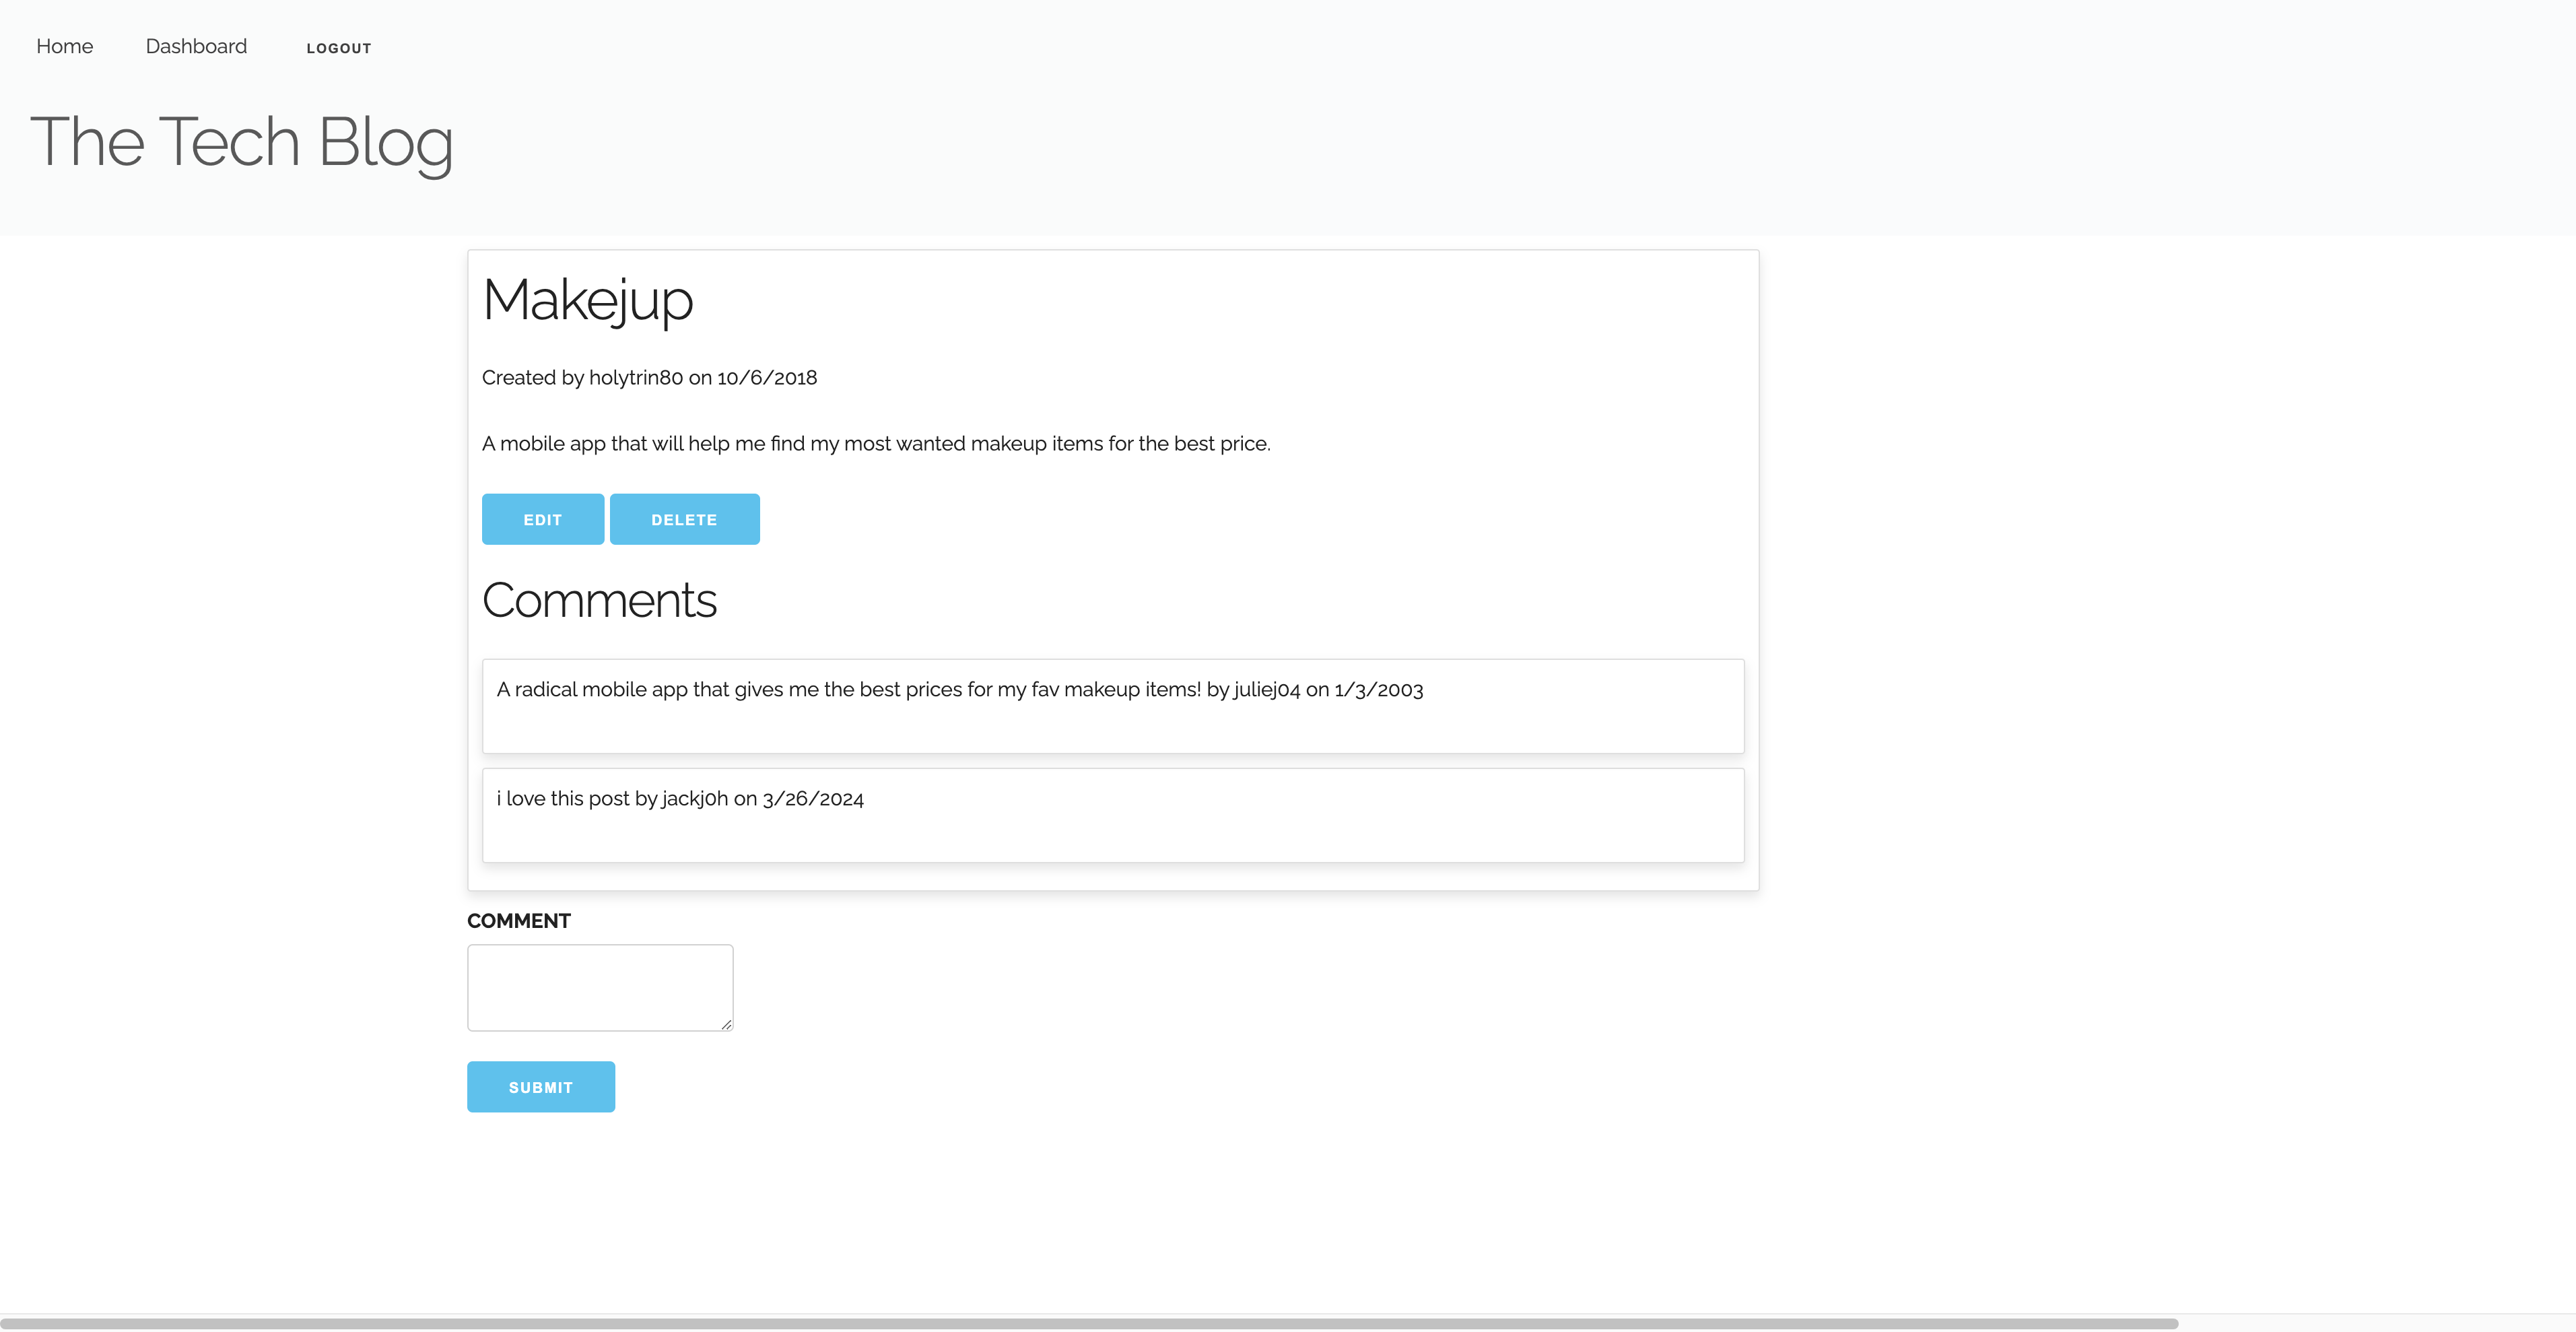 Home Dashboard LOGOUT
The Tech Blog
Makejup
Created by holytrin80 on 10/6/2018
A mobile app that will help me find my most wanted makeup items for the best price.
EDIT DELETE
Comments
A radical mobile app that gives me the best prices for my fav makeup items! by juliej04 on 1/3/2003
i love this post by jackj0h on 3/26/2024
COMMENT
SUBMIT